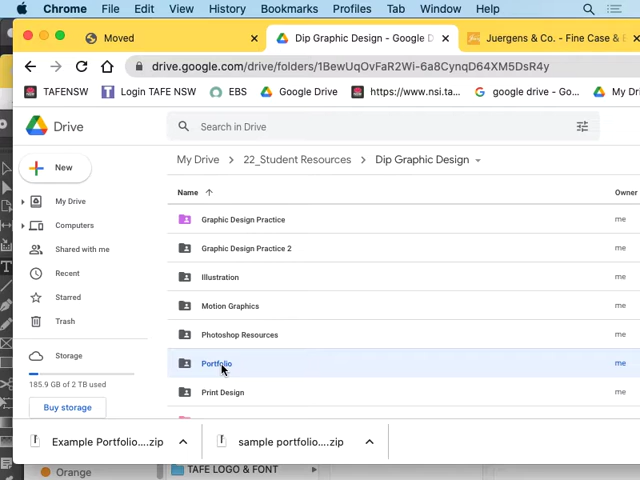 Chrome File Edit View History Bookmarks Profiles Tab Window Help
Moved × Dip Graphic Design - Google D × Juergens & Co. - Fine Case & B
drive.google.com/drive/folders/1BewUqOvFaR2Wi-6a8CynqD64XM5DsR4y
TAFENSW Login TAFE NSW EBS Google Drive https://www.nsi.ta... google drive - Go... My Dri
Drive
Search in Drive
New
My Drive > 22_Student Resources > Dip Graphic Design
Name Owner
My Drive
Computers
Shared with me
Recent
Starred
Trash
Storage
185.9 GB of 2 TB used
Buy storage
Graphic Design Practice me
Graphic Design Practice 2 me
Illustration me
Motion Graphics me
Photoshop Resources me
Portfolio me
Print Design me
Example Portfolio....zip
sample portfolio....zip
Orange
TAFE LOGO & FONT